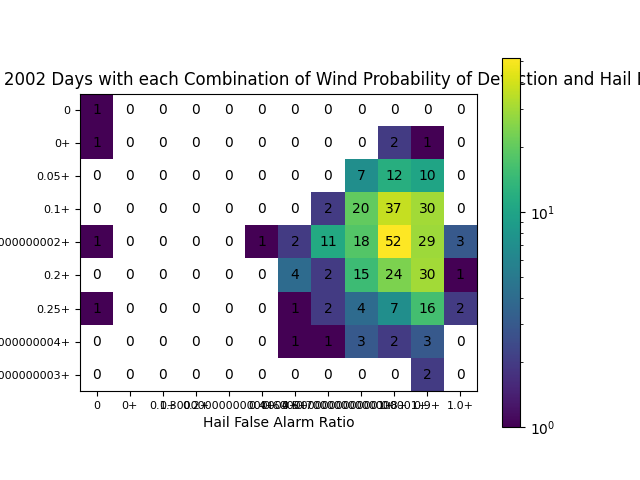 2002 Days with each Combination of Wind Probability of Detection and Hail
0 1 0 0 0 0 0 0 0 0 0 0 0
0+ 1 0 0 0 0 0 0 0 0 2 1 0
0.05+ 0 0 0 0 0 0 0 0 7 12 10 0
0.1+ 0 0 0 0 0 0 0 2 20 37 30 0
000000002+ 1 0 0 0 0 1 2 11 18 52 29 3
0.2+ 0 0 0 0 0 0 4 2 15 24 30 1
0.25+ 1 0 0 0 0 0 1 2 4 7 16 2
000000004+ 0 0 0 0 0 0 1 1 3 2 3 0
000000003+ 0 0 0 0 0 0 0 0 0 0 2 0
0 0+ 1.0+
Hail False Alarm Ratio
10^1
10^0